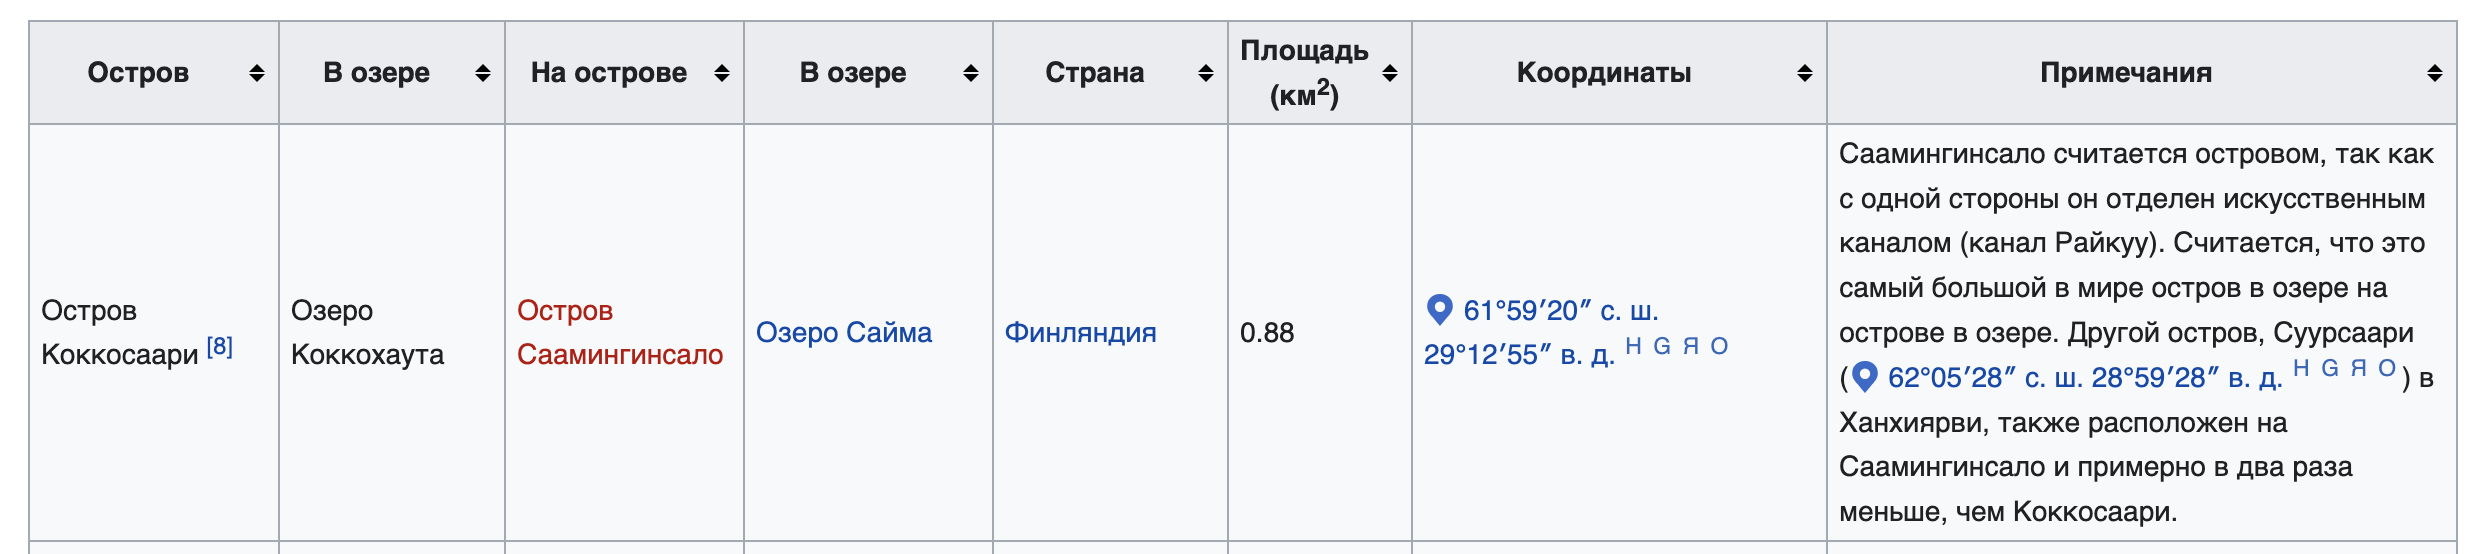 Остров
В озере
На острове
В озере
Страна
Площадь
(км²)
Координаты
Примечания
Остров
Коккосаари [8]
Озеро
Коккохаута
Остров
Саамингинсало
Озеро Сайма
Финляндия
0.88
61°59′20″ с. ш.
29°12′55″ в. д. H G Я O
Саамингинсало считается островом, так как
с одной стороны он отделен искусственным
каналом (канал Райкуу). Считается, что это
самый большой в мире остров в озере на
острове в озере. Другой остров, Суурсаари
( 62°05′28″ с. ш. 28°59′28″ в. д. H G Я O ) в
Ханхиярви, также расположен на
Саамингинсало и примерно в два раза
меньше, чем Коккосаари.